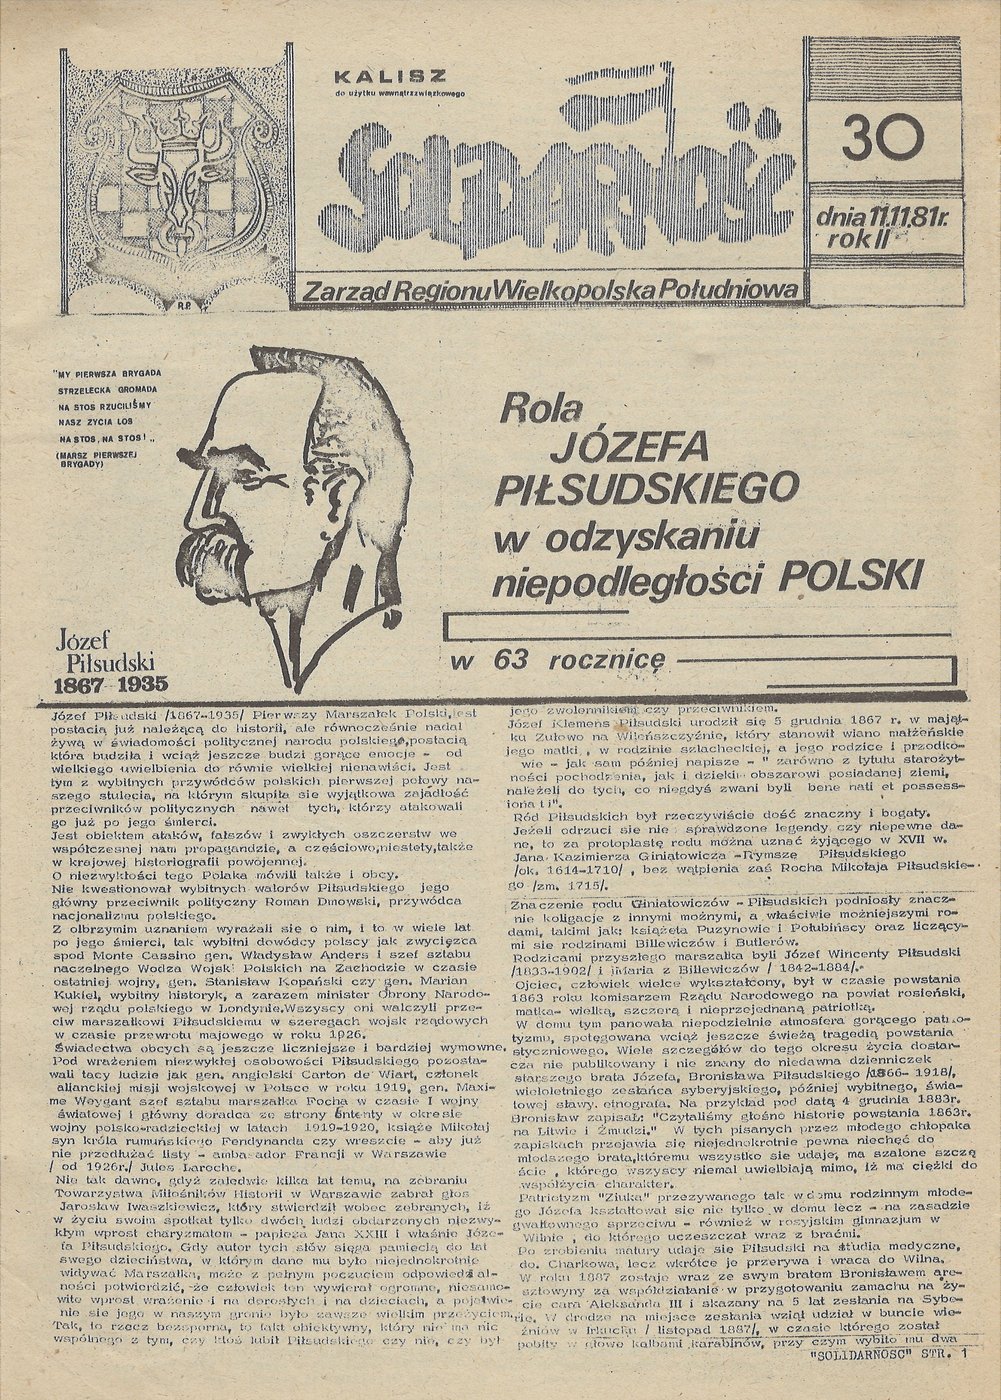 KALISZ
do użytku wewnątrzzwiązkowego
Solidarność
Zarząd Regionu Wielkopolska Południowa
30
dnia 11.11.81r.
rok II
R.P.
"MY PIERWSZA BRYGADA
STRZELECKA GROMADA
NA STOS RZUCILIŚMY
NASZ ZYCIA LOS
NA STOS, NA STOS! „
(MARSZ PIERWSZEJ
BRYGADY)
Rola
JÓZEFA
PIŁSUDSKIEGO
w odzyskaniu
niepodległości POLSKI
w 63 rocznicę
Józef
Piłsudski
1867 1935
Józef Piłsudski /1867-1935/ Pierwszy Marszałek Polski,jest
postacią już należącą do historii, ale równocześnie nadal
żywą w świadomości politycznej narodu polskiego,postacią
która budziła i wciąż jeszcze budzi gorące emocje - od
wielkiego uwielbienia do równie wielkiej nienawiści. Jest
tym z wybitnych przywódców polskich pierwszej połowy na-
szego stulecia, na którym skupiła sie wyjątkowa zajadłość
przeciwników politycznych nawet tych, którzy atakowali
go już po jego śmierci.
Jest obiektem ataków, fałszów i zwykłych oszczerstw we
współczesnej nam propagandzie, a częściowo,niestety,także
w krajowej historiografii powojennej.
O niezwykłości tego Polaka mówili także i obcy.
Nie kwestionował wybitnych walorów Piłsudskiego jego
główny przeciwnik polityczny Roman Dmowski, przywódca
nacjonalizmu polskiego.
Z olbrzymim uznaniem wyrażali sie o nim, i to w wiele lat
po jego śmierci, tak wybitni dowódcy polscy jak zwycięzca
spod Monte Cassino gen. Władysław Anders i szef sztabu
naczelnego Wodza Wojsk Polskich na Zachodzie w czasie
ostatniej wojny, gen. Stanisław Kopański czy gen. Marian
Kukiel, wybitny historyk, a zarazem minister Obrony Narodo-
wej rządu polskiego w Londynie.Wszyscy oni walczyli prze-
ciw marszałkowi Piłsudskiemu w szeregach wojsk rządowych
w czasie przewrotu majowego w roku 1926.
Świadectwa obcych są jeszcze liczniejsze i bardziej wymowne.
Pod wrażeniem niezwykłej osobowości Piłsudskiego pozosta-
wali tacy ludzie jak gen. angielski Carton de Wiart, członek
alianckiej misji wojskowej w Polsce w roku 1919, gen. Maxi-
me Weygant szef sztabu marszałka Focha w czasie I wojny
światowej i główny doradca ze strony Ententy w okresie
wojny polsko-radzieckiej w latach 1919-1920, książe Mikołaj
syn króla rumuńskiego Fendynanda czy wreszcie - aby już
nie przedłużać listy - ambasador Francji w Warszawie
/ od 1926r./ Jules Laroche.
Nie tak dawno, gdyż zaledwie kilka lat temu, na zebraniu
Towarzystwa Miłośników Historii w Warszawie zabrał głos
Jarosław Iwaszkiewicz, który stwierdził wobec zebranych, iż
w życiu swoim spotkał tylko dwóch ludzi obdarzonych niezwy-
kłym wprost charyzmatom - papieża Jana XXIII i właśnie Józe-
fa Piłsudskiego. Gdy autor tych słów sięga pamiecią do lat
swego dzieciństwa, w którym dane mu było niejednokrotnie
widywać Marszałka, może z pełnym poczuciem odpowiedzial-
ności potwierdzić, że człowiek ten wywierał ogromne, niesamo-
wite wprost wrażenie i na dorosłych i na dzieciach, a pojawie-
nie sie jego w naszym gronie było zawsze wielkim przeżyciem.
Tak, to rzecz bezsporna, to fakt obiektywny, który nie ma nic
wspólnego z tym, czy ktoś lubił Piłsudskiego czy nie, czy był
jego zwolennikiem czy przeciwnikiem.
Józef Klemens Piłsudski urodził się 5 grudnia 1867 r. w mająt-
ku Zułowo na Wileńszczyźnie, który stanowił wiano małżeńskie
jego matki , w rodzinie szlacheckiej, a jego rodzice i przodko-
wie - jak sam później napisze - " zarówno z tytułu starożyt-
ności pochodzenia, jak i dzieki obszarowi posiadanej ziemi,
należeli do tych, co niegdyś zwani byli bene nati et possess-
ionati".
Ród Piłsudskich był rzeczywiście dość znaczny i bogaty.
Jeżeli odrzuci się nie sprawdzone legendy czy niepewne da-
ne, to za protoplastę rodu można uznać żyjącego w XVII w.
Jana Kazimierza Giniatowicza -Rymszę Piłsudskiego
/ok. 1614-1710/ , bez wątpienia zaś Rocha Mikołaja Piłsudskie-
go /zm. 1715/.
Znaczenie rodu Giniatowiczów - Piłsudskich podniosły znacz-
nie koligacje z innymi możnymi, a właściwie możniejszymi ro-
dami, takimi jak: książeta Puzynowie i Połubińscy oraz liczący-
mi sie rodzinami Billewiczów i Butlerów.
Rodzicami przyszłego marszałka byli Józef Wincenty Piłsudski
/1833-1902/ i Maria z Billewiczów / 1842-1884/.
Ojciec, człowiek wielce wykształcony, był w czasie powstania
1863 roku komisarzem Rządu Narodowego na powiat rosieński,
matka- wielką, szczerą i nieprzejednaną patriotką.
W domu tym panowała niepodzielnie atmosfera gorącego patrio-
tyzmu, spotęgowana wciąż jeszcze świeżą tragedią powstania
styczniowego. Wiele szczegółów do tego okresu życia dostar-
cza nie publikowany i nie znany do niedawna dzienniczek
starszego brata Józefa, Bronisława Piłsudskiego /1866- 1918/,
wieloletniego zesłańca syberyjskiego, później wybitnego, świa-
towej sławy, etnografa. Na przykład pod datą 4 grudnia 1883r.
Bronisław zapisał: "Czytaliśmy głośno historię powstania 1863r.
na Litwie i Żmudzi." W tych pisanych przez młodego chłopaka
zapiskach przejawia się niejednokrotnie pewna niechęć do
młodszego brata,któremu wszystko sie udaje, ma szalone szczę
ście , którego wszyscy niemal uwielbiają mimo, iż ma ciężki do
współżycia charakter.
Patriotyzm "Ziuka" przezywanego tak w domu rodzinnym młode-
go Józefa kształtował się nie tylko w domu lecz - na zasadzie
gwałtownego sprzeciwu - również w rosyjskim gimnazjum w
Wilnie , do którego uczeszczał wraz z braćmi.
Po zrobieniu matury udaje się Piłsudski na studia medyczne,
do Charkowa, lecz wkrótce je przerywa i wraca do Wilna.
W roku 1887 zostaje wraz ze swym bratem Bronisławem are-
sztowany za współdziałanie w przygotowaniu zamachu na ży-
cie cara Aleksandra III i skazany na 5 lat zesłania na Sybe-
rię. W drodze na miejsce zesłania wziął udział w buncie wię-
źniów w Irkucku / listopad 1887/, w czasie którego został
pobity w głowę kolbami karabinów, przy czym wybito mu dwa
"SOLIDARNOSC" STR. 1